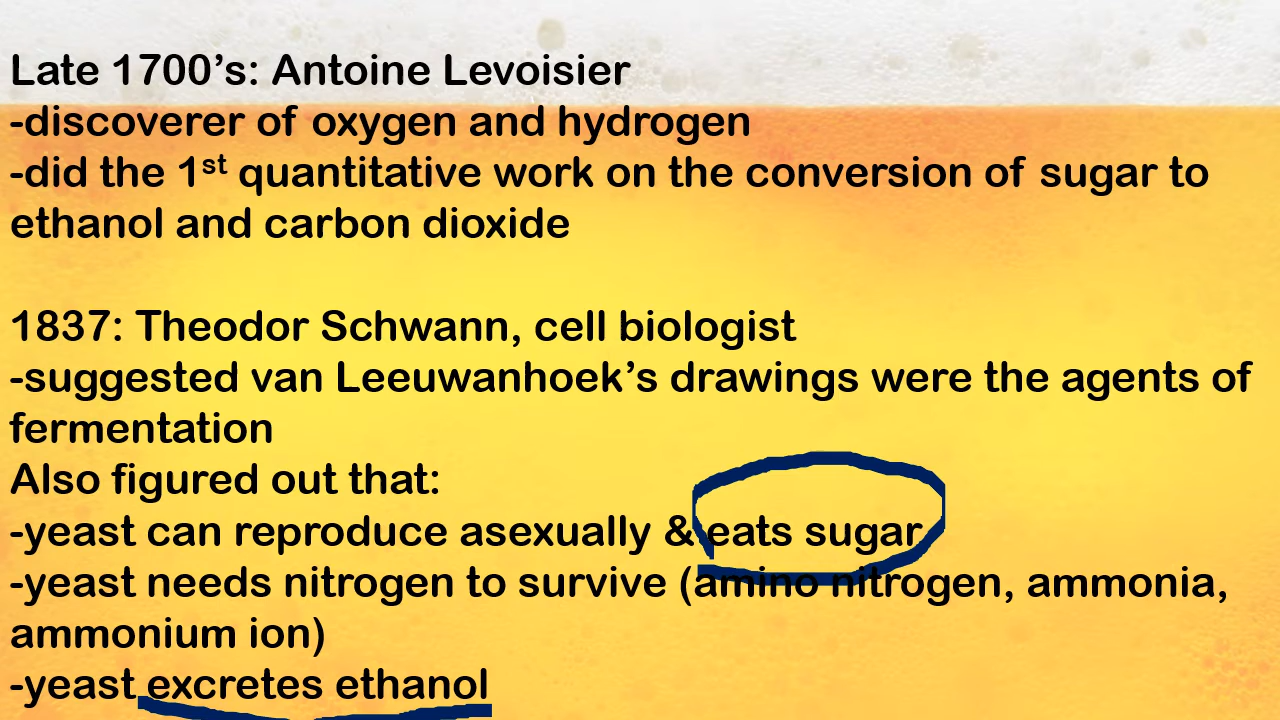 Late 1700’s: Antoine Levoisier
-discoverer of oxygen and hydrogen
-did the 1st quantitative work on the conversion of sugar to
ethanol and carbon dioxide
1837: Theodor Schwann, cell biologist
-suggested van Leeuwanhoek’s drawings were the agents of
fermentation
Also figured out that:
-yeast can reproduce asexually & eats sugar
-yeast needs nitrogen to survive (amino nitrogen, ammonia,
ammonium ion)
-yeast excretes ethanol